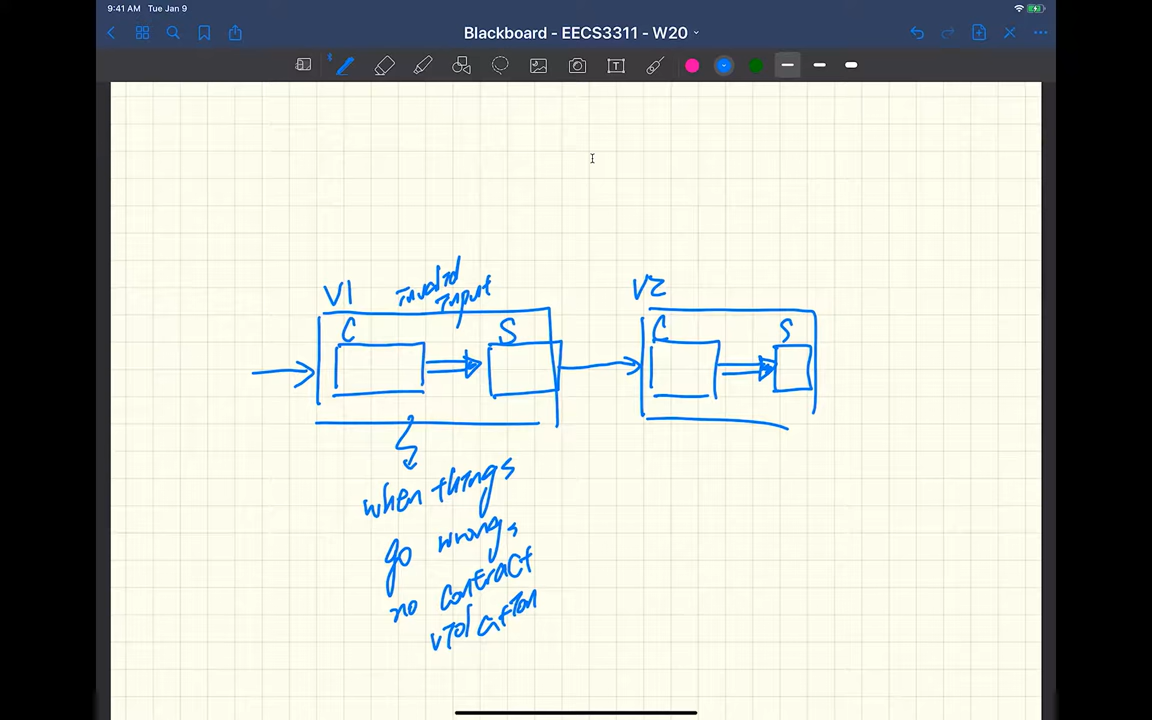 9:41 AM Tue Jan 9
Blackboard - EECS3311 - W20
T
V1
invalid
input
C
S
V2
C
S
when things
go wrong,
no contract
violation